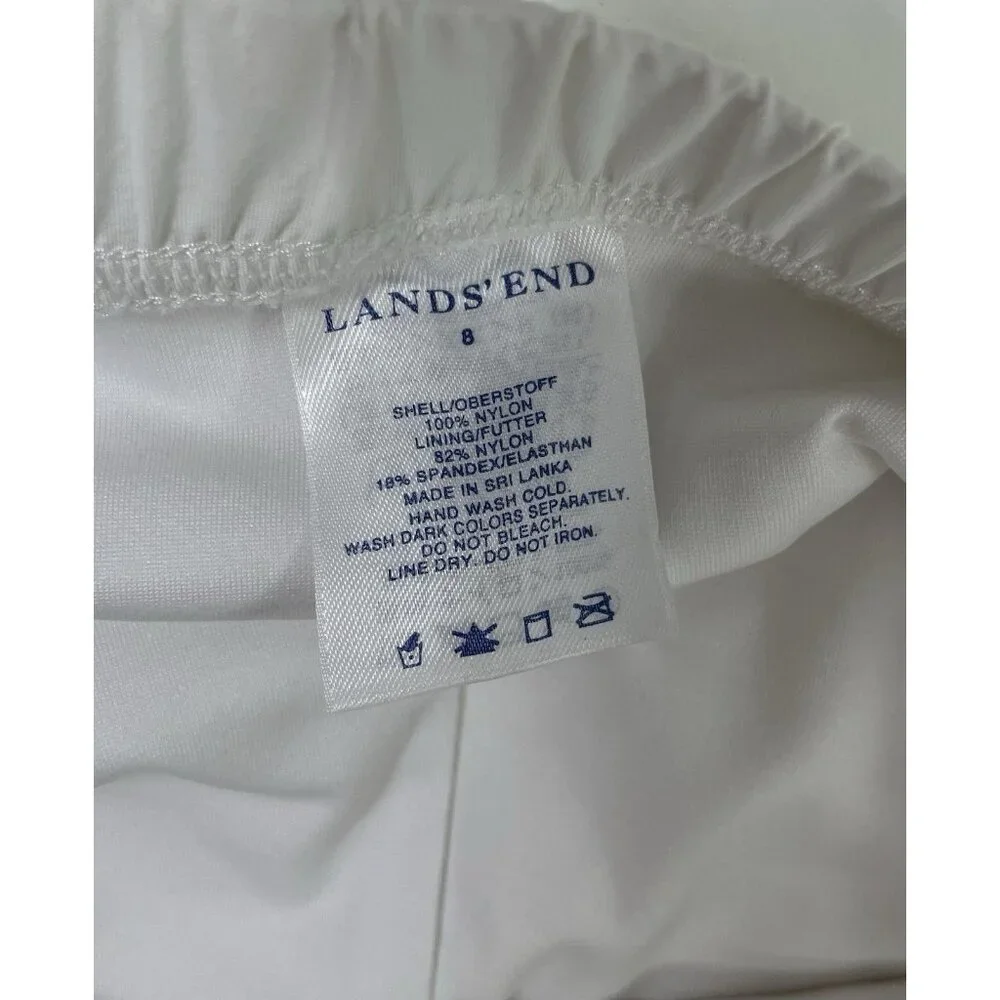 LANDS' END
8
SHELL/OBERSTOFF
100% NYLON
LINING/FUTTER
82% NYLON
18% SPANDEX/ELASTHAN
MADE IN SRI LANKA
HAND WASH COLD.
WASH DARK COLORS SEPARATELY.
DO NOT BLEACH.
LINE DRY. DO NOT IRON.